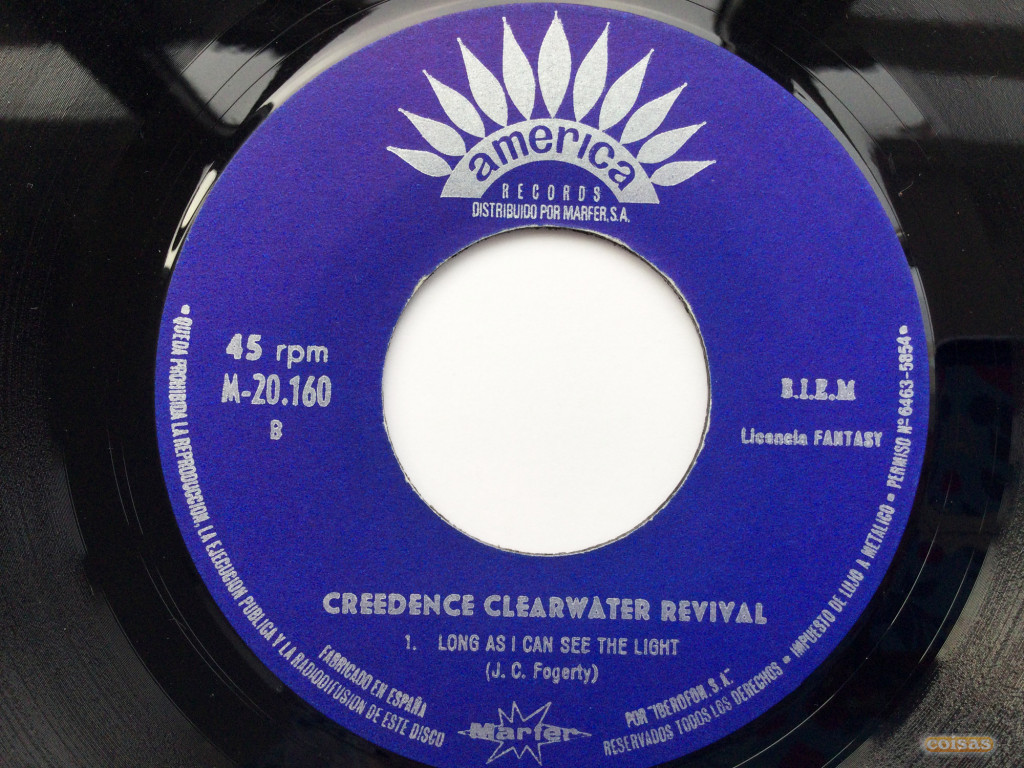 america
RECORDS
DISTRIBUIDO POR MARFER, S.A.
45 rpm
M-20.160
B
B.I.E.M
Licencia FANTASY
CREEDENCE CLEARWATER REVIVAL
1. LONG AS I CAN SEE THE LIGHT
(J. C. Fogerty)
• QUEDA PROHIBIDA LA REPRODUCCION, LA EJECUCION PUBLICA Y LA RADIODIFUSION DE ESTE DISCO
FABRICADO EN ESPAÑA
Marfer
POR "IBEROFON, S.A."
RESERVADOS TODOS LOS DERECHOS • IMPUESTO DE LUJO A METALICO • PERMISO Nº 6463-5854 •
coisas